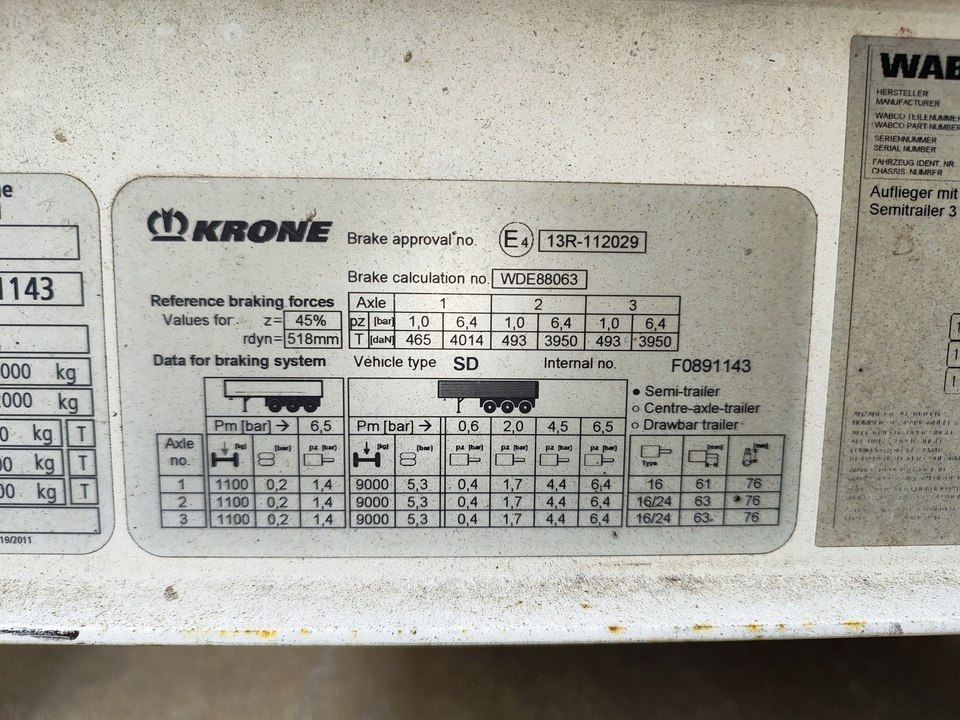 1143
000 kg
2000 kg
0 kg T
00 kg T
00 kg T
19/2011
KRONE
Brake approval no. E4 13R-112029
Brake calculation no. WDE88063
Reference braking forces Axle 1 2 3
Values for: z= 45% pz [bar] 1,0 6,4 1,0 6,4 1,0 6,4
rdyn= 518mm T [daN] 465 4014 493 3950 493 3950
Data for braking system Vehicle type SD Internal no. F0891143
• Semi-trailer
○ Centre-axle-trailer
○ Drawbar trailer
Pm [bar] → 6,5 Pm [bar] → 0,6 2,0 4,5 6,5
Axle no. [kg] [bar] pz [bar] [kg] [bar] pz [bar] pz [bar] pz [bar] pz [bar] Type [mm] [mm]
1 1100 0,2 1,4 9000 5,3 0,4 1,7 4,4 6,4 16 61 76
2 1100 0,2 1,4 9000 5,3 0,4 1,7 4,4 6,4 16/24 63 76
3 1100 0,2 1,4 9000 5,3 0,4 1,7 4,4 6,4 16/24 63 76
WAB
HERSTELLER
MANUFACTURER
WABCO TEILENUMMER
WABCO PART-NUMBER
SERIENNUMMER
SERIAL NUMBER
FAHRZEUG IDENT. NR.
CHASSIS-NUMBER
Auflieger mit
Semitrailer 3